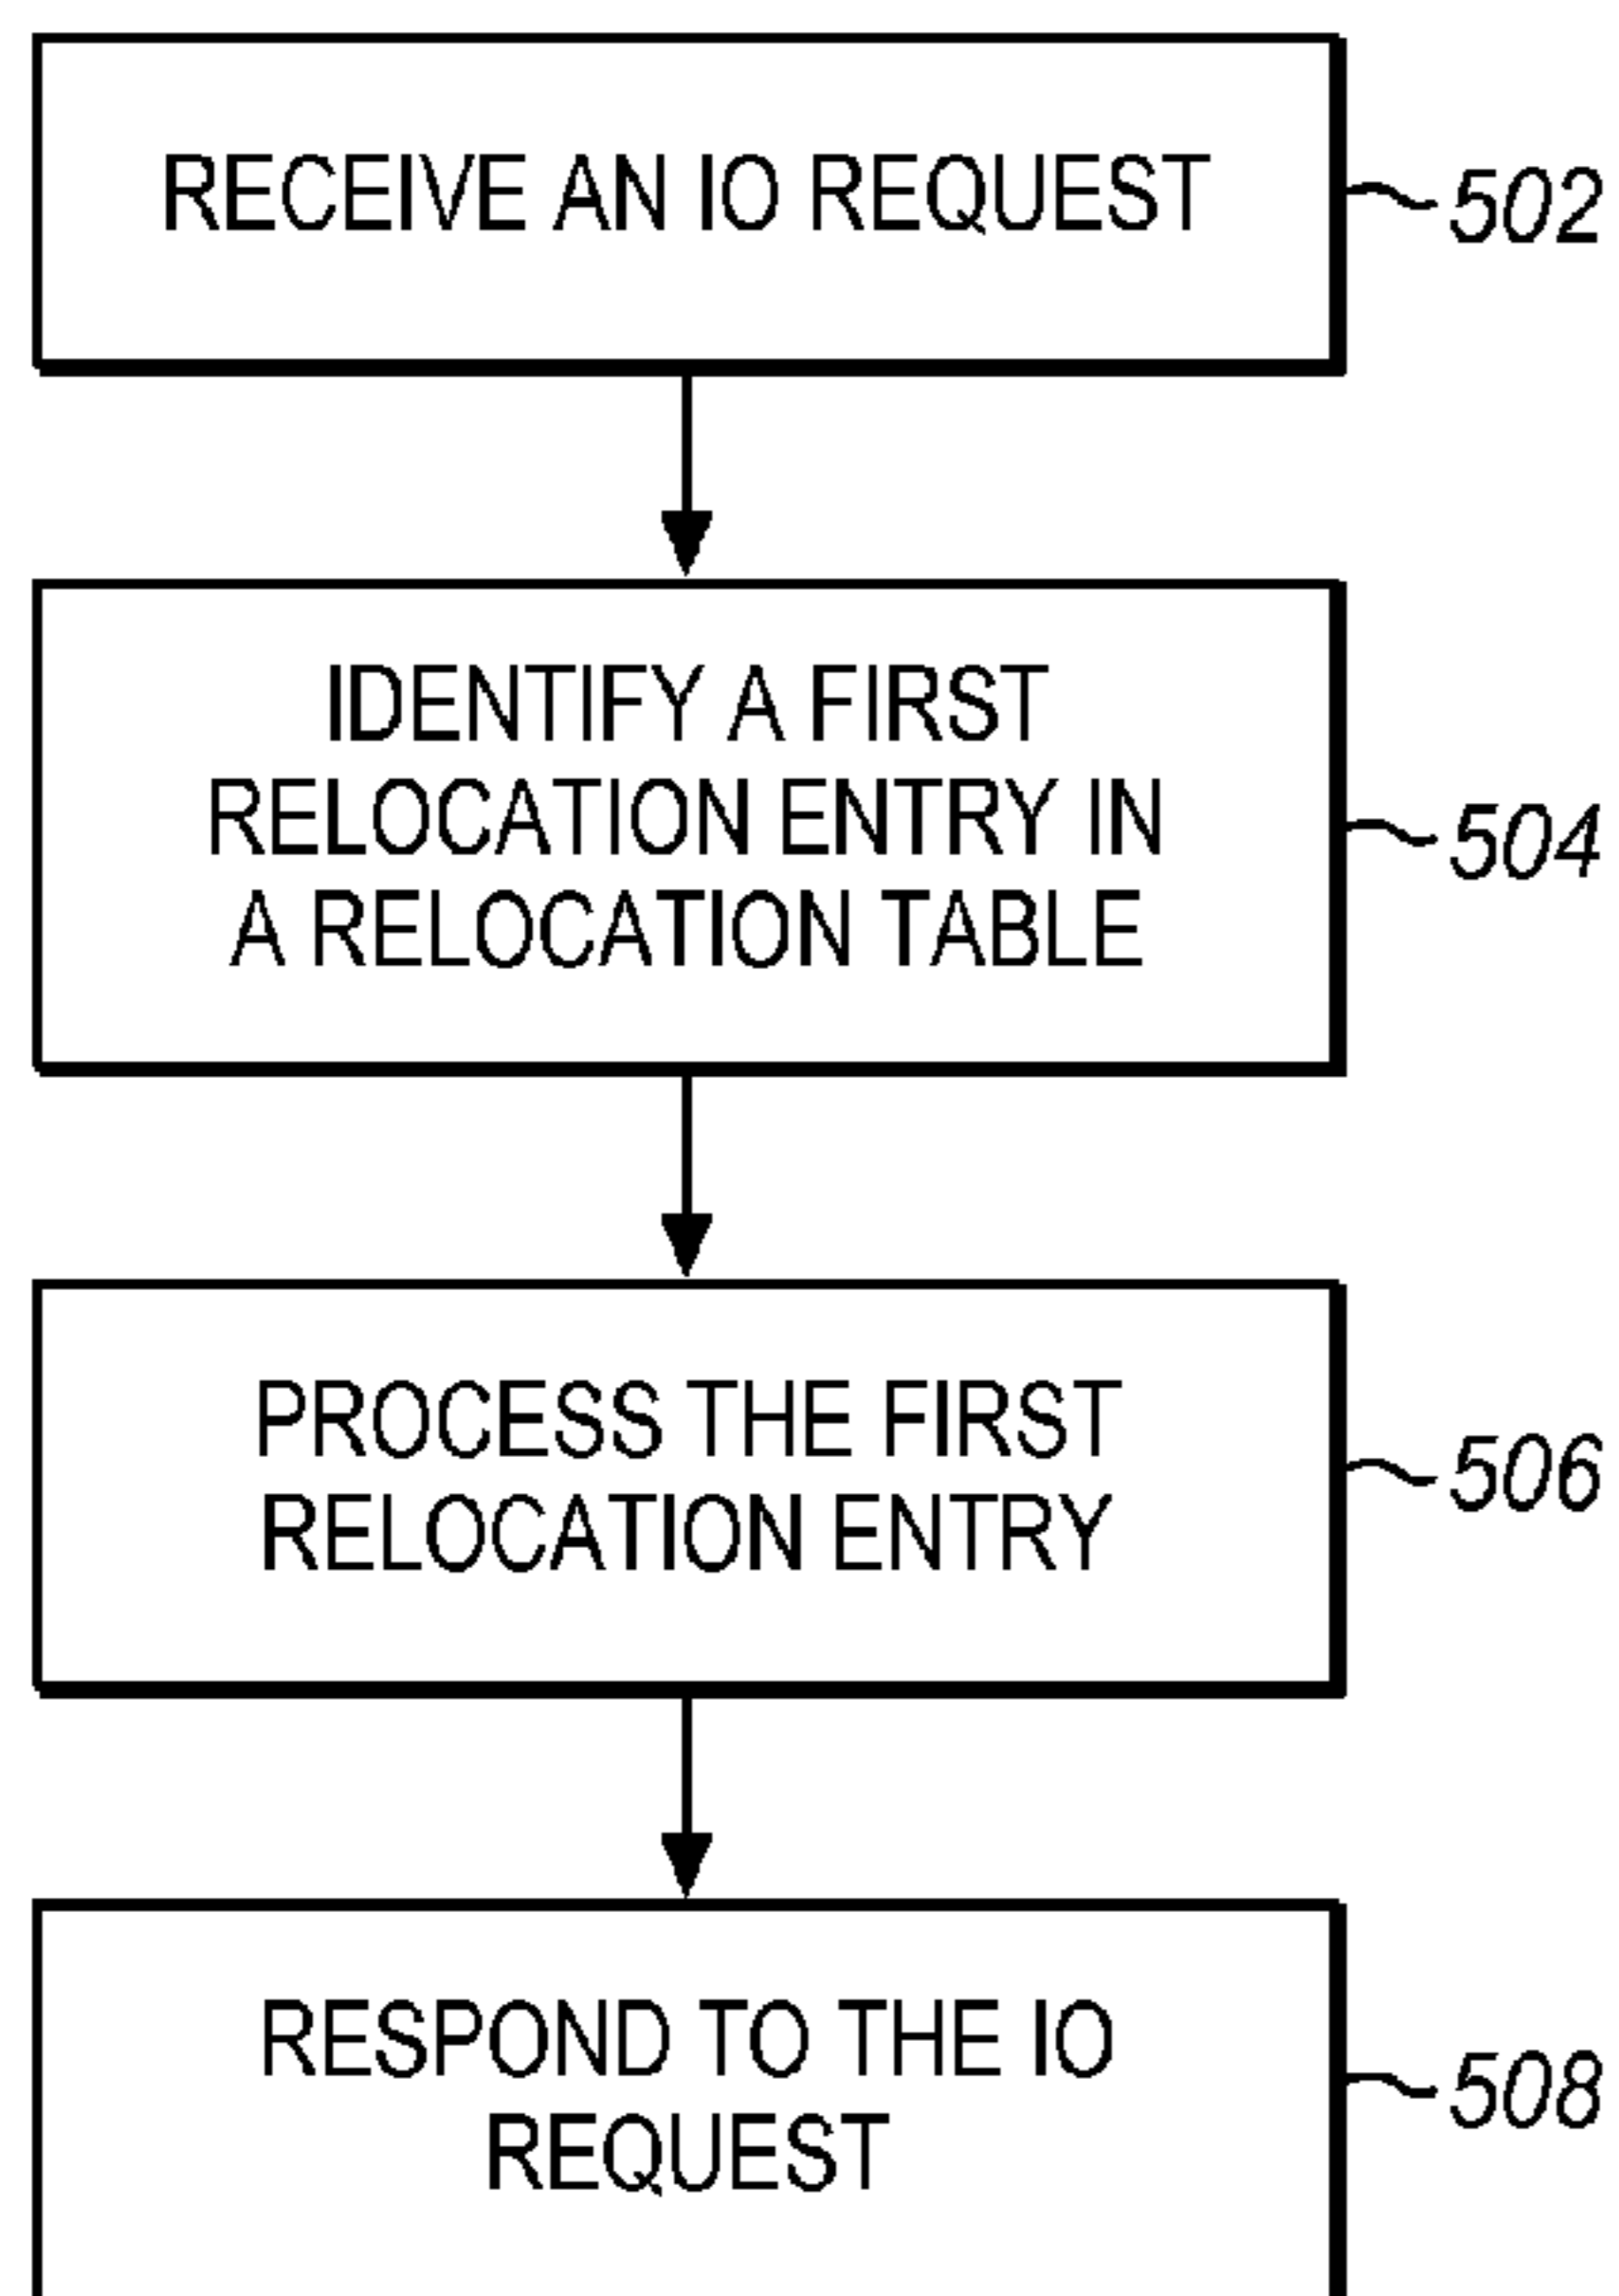 RECEIVE AN IO REQUEST
502
IDENTIFY A FIRST
RELOCATION ENTRY IN
A RELOCATION TABLE
504
PROCESS THE FIRST
RELOCATION ENTRY
506
RESPOND TO THE IO
REQUEST
508